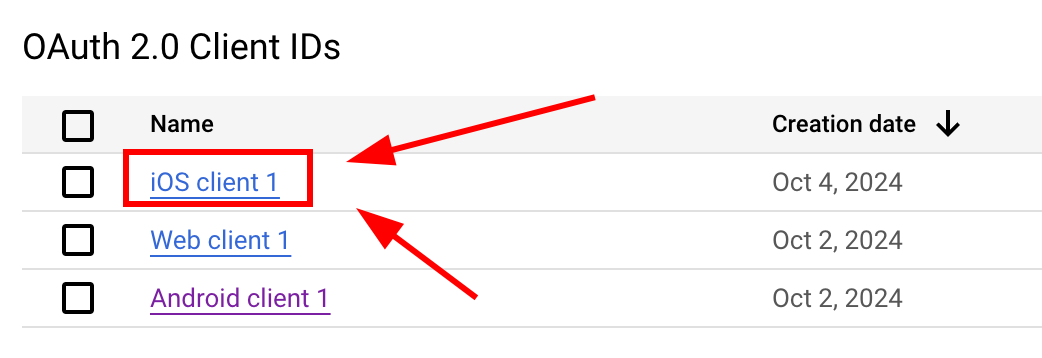 OAuth 2.0 Client IDs
Name Creation date
iOS client 1 Oct 4, 2024
Web client 1 Oct 2, 2024
Android client 1 Oct 2, 2024